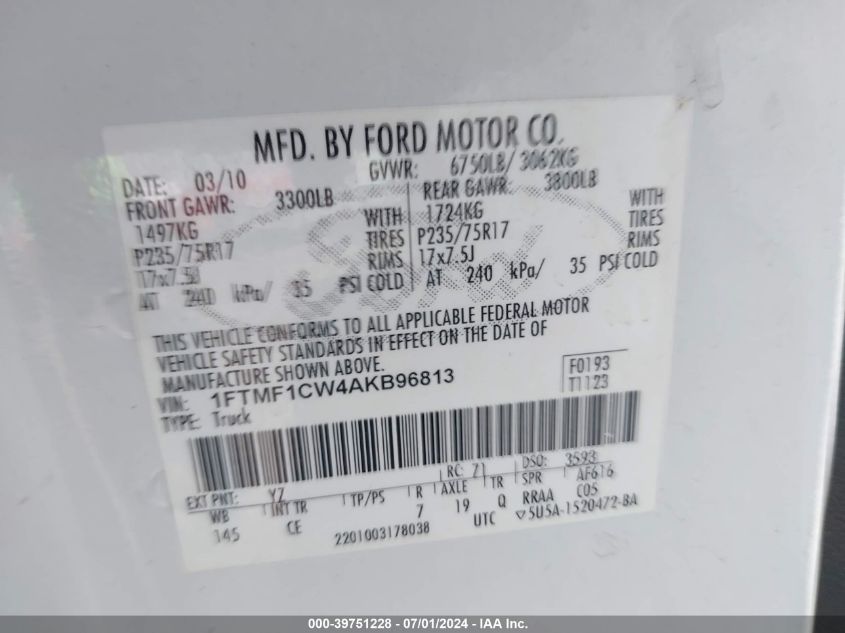 MFD. BY FORD MOTOR CO.
DATE: 03/10 GVWR: 6750LB/ 3062KG
FRONT GAWR: 3300LB REAR GAWR: 3800LB
1497KG WITH 1724KG WITH
P235/75R17 TIRES P235/75R17 TIRES
17x7.5J RIMS 17x7.5J RIMS
AT 240 kPa/ 35 PSI COLD AT 240 kPa/ 35 PSI COLD
THIS VEHICLE CONFORMS TO ALL APPLICABLE FEDERAL MOTOR
VEHICLE SAFETY STANDARDS IN EFFECT ON THE DATE OF
MANUFACTURE SHOWN ABOVE.
VIN: 1FTMF1CW4AKB96813 F0193
TYPE: Truck T1123
RC: 71 DSO: 3593
EXT PNT: YZ AF616
WB INT TR TP/PS R AXLE TR SPR COS
145 CE 7 19 Q RRAA
2201003178038 UTC ▽5U5A-1520472-BA
000-39751228 - 07/01/2024 - IAA Inc.